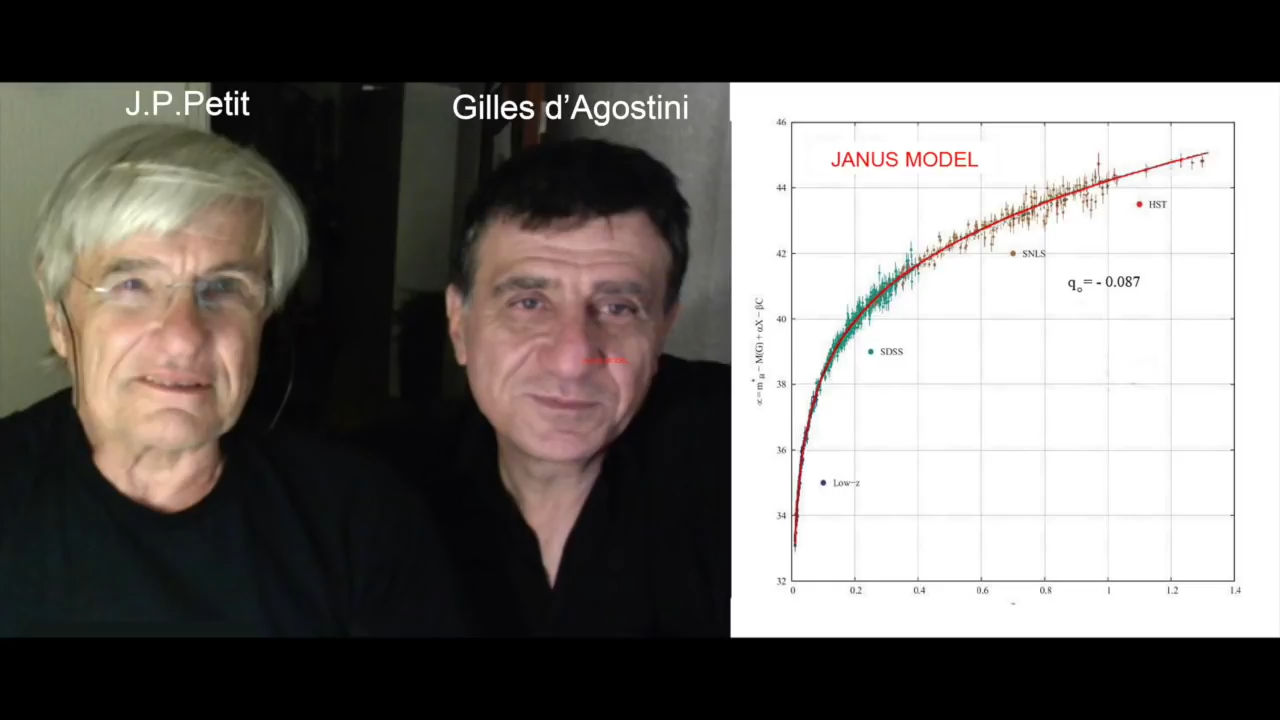 J.P.Petit
Gilles d’Agostini
JANUS MODEL
46
44
42
40
38
36
34
32
HST
SNLS
q₀= - 0.087
SDSS
Low-z
0
0.2
0.4
0.6
0.8
1
1.2
1.4